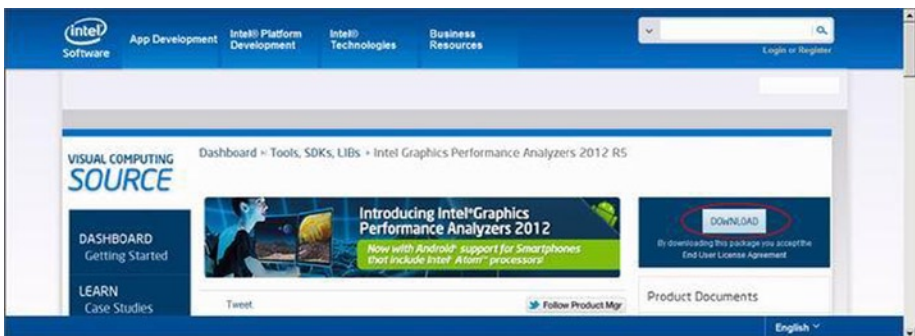 intel
Software
App Development
Intel® Platform
Development
Intel®
Technologies
Business
Resources
Login or Register
VISUAL COMPUTING
SOURCE
Dashboard » Tools, SDKs, LIBs » Intel Graphics Performance Analyzers 2012 R5
DASHBOARD
Getting Started
LEARN
Case Studies
Introducing Intel® Graphics
Performance Analyzers 2012
Now with Android* support for Smartphones
that include Intel® Atom™ processors!
Tweet
Follow Product Mgr
DOWNLOAD
By downloading this package you accept the
End User License Agreement
Product Documents
English